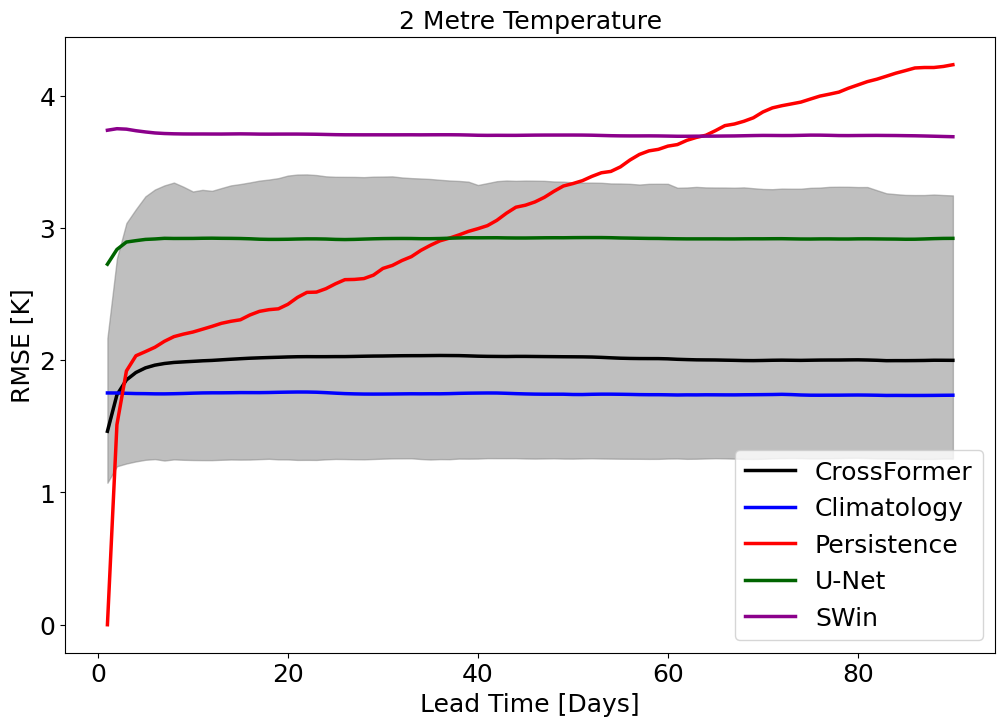 2 Metre Temperature
RMSE [K]
4
3
2
1
0
0 20 40 60 80
Lead Time [Days]
CrossFormer
Climatology
Persistence
U-Net
SWin